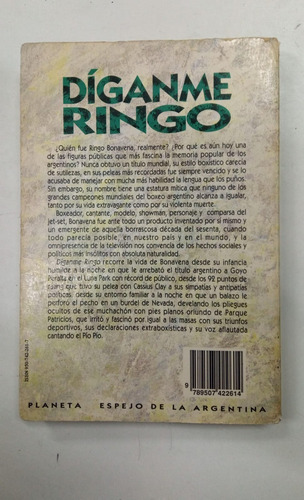 DÍGANME
RINGO
¿Quién fue Ringo Bonavena, realmente? ¿Por qué es aún hoy una
de las figuras públicas que más fascina la memoria popular de los
argentinos? Nunca obtuvo un título mundial, su estilo boxístico carecía
de sutilezas, en sus peleas más recordadas fue siempre vencido y se lo
acusaba de manejar con mucha más habilidad la lengua que los puños.
Sin embargo, su nombre tiene una estatura mítica que ninguno de los
grandes campeones mundiales del boxeo argentino alcanza a igualar,
tanto por su vida extravagante como por su violenta muerte.
Boxeador, cantante, modelo, showman, personaje y comparsa del
jet-set, Bonavena fue ante todo un producto inventado por sí mismo y
un emergente de aquella borrascosa década del sesenta, cuando
todo parecía posible, en nuestro país y en el mundo, y la
omnipresencia de la televisión nos convencía de los hechos sociales y
políticos más insólitos con absoluta naturalidad.
Díganme Ringo recorre la vida de Bonavena desde su infancia
humilde a la noche en que le arrebató el título argentino a Goyo
Peralta en el Luna Park con récord de público, desde los 92 puntos de
rating que tuvo su pelea con Cassius Clay a sus simpatías y antipatías
políticas, desde su entorno familiar a la noche en que un balazo le
perforó el pecho en un burdel de Nevada, develando los pliegues
ocultos de ese muchachón con pies planos oriundo de Parque
Patricios, que irritó y fascinó por igual a las masas con sus triunfos
deportivos, sus declaraciones extraboxísticas y su voz aflautada
cantando el Pío Pío.
9 789507 422614
PLANETA ESPEJO DE LA ARGENTINA